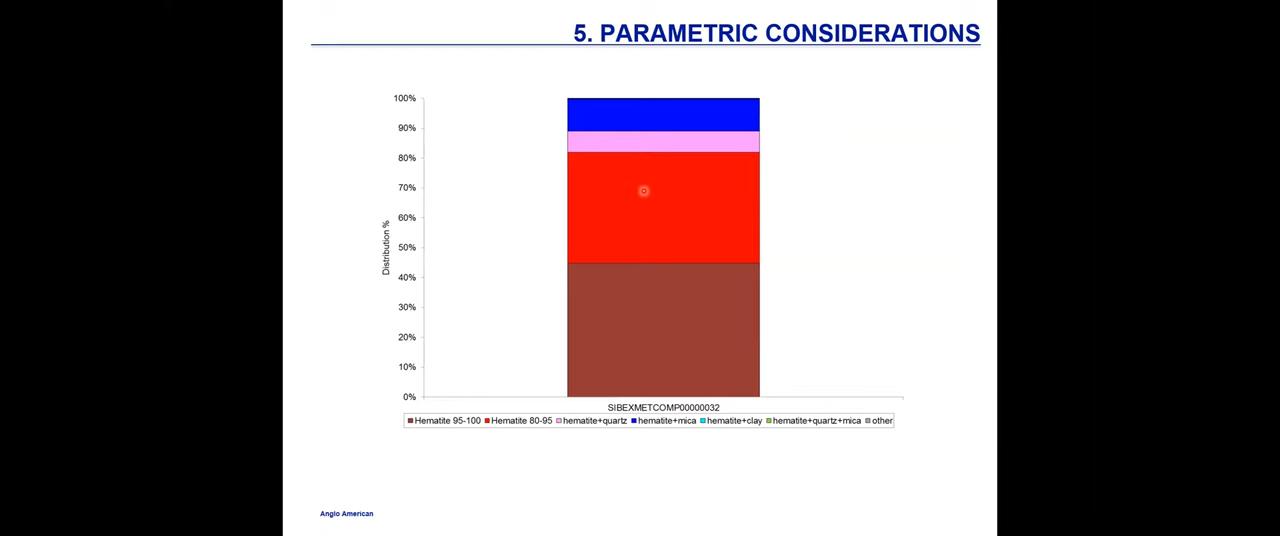 5. PARAMETRIC CONSIDERATIONS
100%
90%
80%
70%
60%
50%
40%
30%
20%
10%
0%
Distribution %
SIBEXMETCOMP00000032
Hematite 95-100 Hematite 80-95 hematite+quartz hematite+mica hematite+clay hematite+quartz+mica other
Anglo American